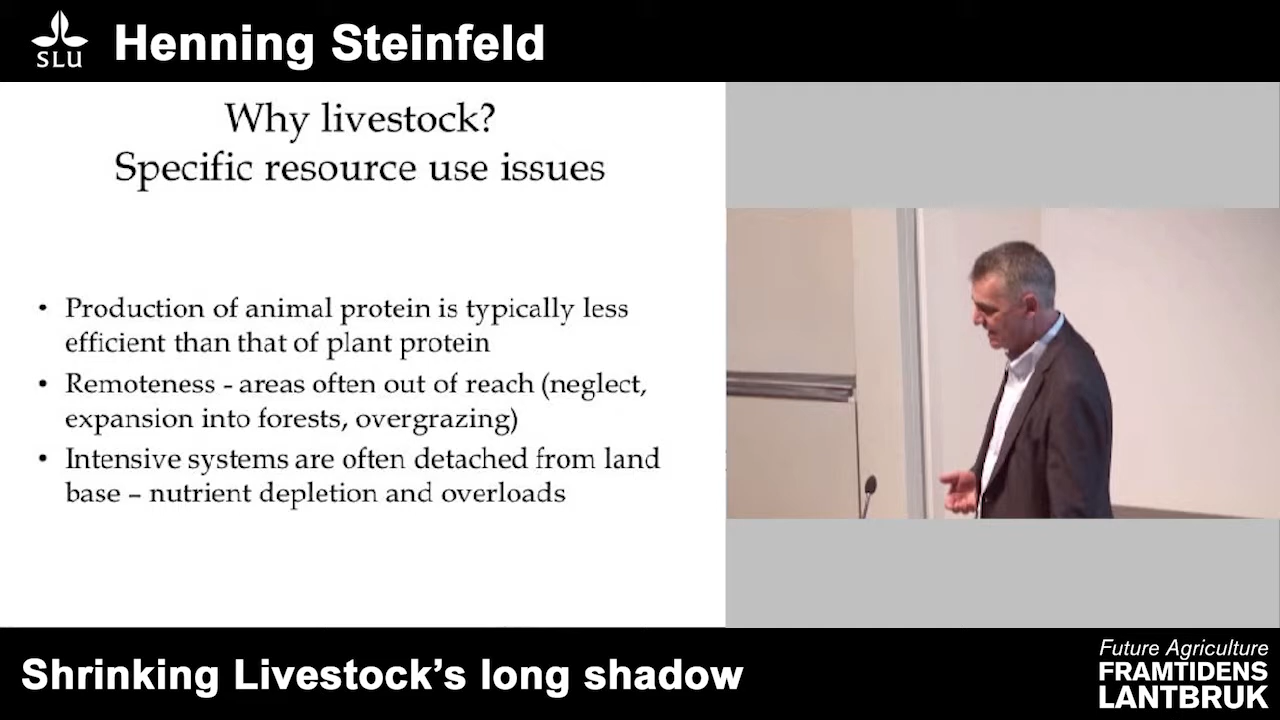 SLU
Henning Steinfeld
Why livestock?
Specific resource use issues
• Production of animal protein is typically less
efficient than that of plant protein
• Remoteness - areas often out of reach (neglect,
expansion into forests, overgrazing)
• Intensive systems are often detached from land
base – nutrient depletion and overloads
Shrinking Livestock's long shadow
Future Agriculture
FRAMTIDENS
LANTBRUK